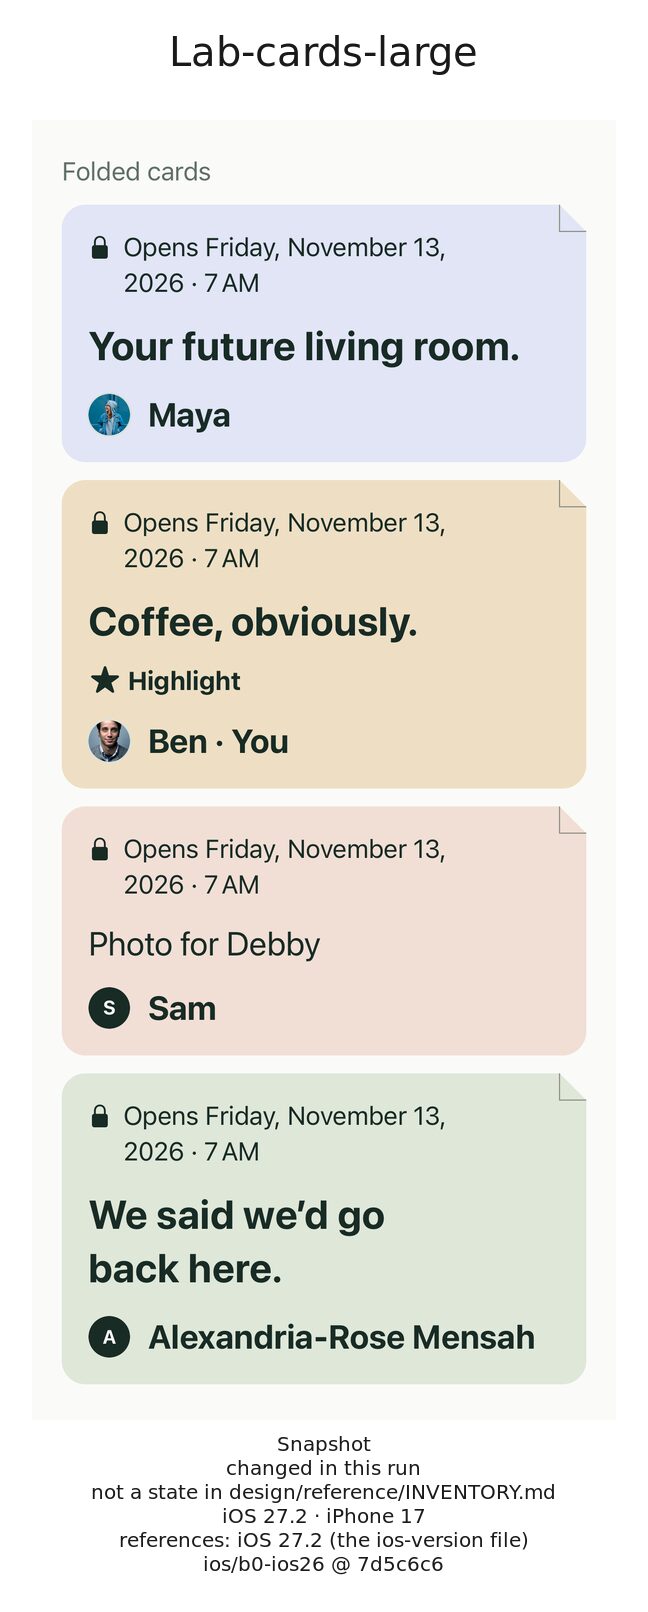 Lab-cards-large
Folded cards
Opens Friday, November 13,
2026 · 7 AM
Your future living room.
Maya
Opens Friday, November 13,
2026 · 7 AM
Coffee, obviously.
Highlight
Ben · You
Opens Friday, November 13,
2026 · 7 AM
Photo for Debby
S Sam
Opens Friday, November 13,
2026 · 7 AM
We said we’d go
back here.
A Alexandria-Rose Mensah
Snapshot
changed in this run
not a state in design/reference/INVENTORY.md
iOS 27.2 · iPhone 17
references: iOS 27.2 (the ios-version file)
ios/b0-ios26 @ 7d5c6c6